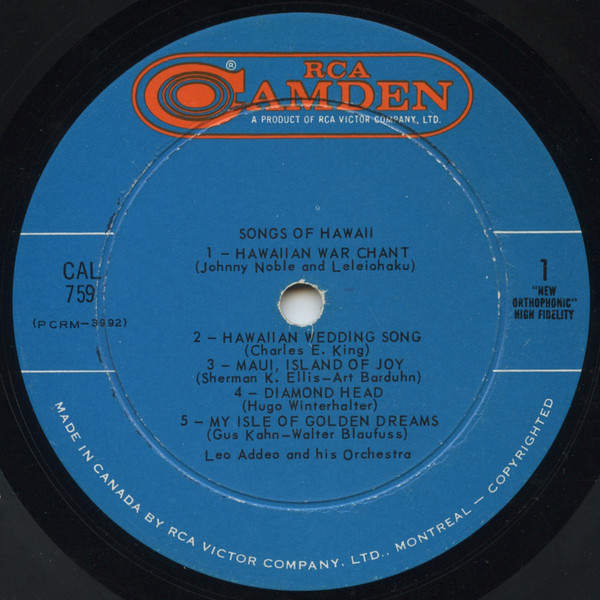 ®
RCA
CAMDEN
A PRODUCT OF RCA VICTOR COMPANY, LTD.
SONGS OF HAWAII
1 – HAWAIIAN WAR CHANT
(Johnny Noble and Leleiohaku)
CAL
759
(PCRM–3992)
1
"NEW
ORTHOPHONIC"
HIGH FIDELITY
2 – HAWAIIAN WEDDING SONG
(Charles E. King)
3 – MAUI, ISLAND OF JOY
(Sherman K. Ellis–Art Barduhn)
4 – DIAMOND HEAD
(Hugo Winterhalter)
5 – MY ISLE OF GOLDEN DREAMS
(Gus Kahn–Walter Blaufuss)
Leo Addeo and his Orchestra
MADE IN CANADA BY RCA VICTOR COMPANY, LTD., MONTREAL – COPYRIGHTED